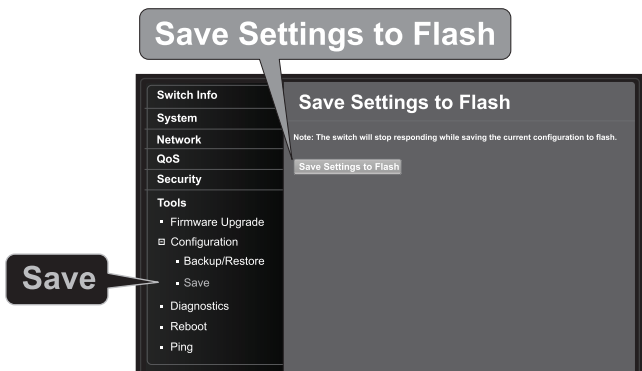 Save Settings to Flash
Switch Info
System
Network
QoS
Security
Tools
Firmware Upgrade
Configuration
Backup/Restore
Save
Diagnostics
Reboot
Ping
Save
Save Settings to Flash
Note: The switch will stop responding while saving the current configuration to flash.
Save Settings to Flash